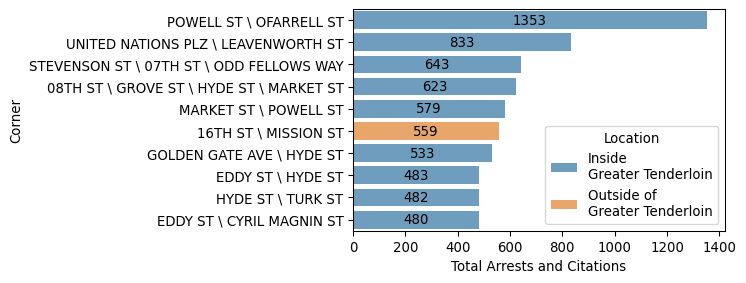 POWELL ST \ OFARRELL ST 1353
UNITED NATIONS PLZ \ LEAVENWORTH ST 833
STEVENSON ST \ 07TH ST \ ODD FELLOWS WAY 643
08TH ST \ GROVE ST \ HYDE ST \ MARKET ST 623
MARKET ST \ POWELL ST 579
16TH ST \ MISSION ST 559
GOLDEN GATE AVE \ HYDE ST 533
EDDY ST \ HYDE ST 483
HYDE ST \ TURK ST 482
EDDY ST \ CYRIL MAGNIN ST 480
Corner
Location
Inside
Greater Tenderloin
Outside of
Greater Tenderloin
0 200 400 600 800 1000 1200 1400
Total Arrests and Citations